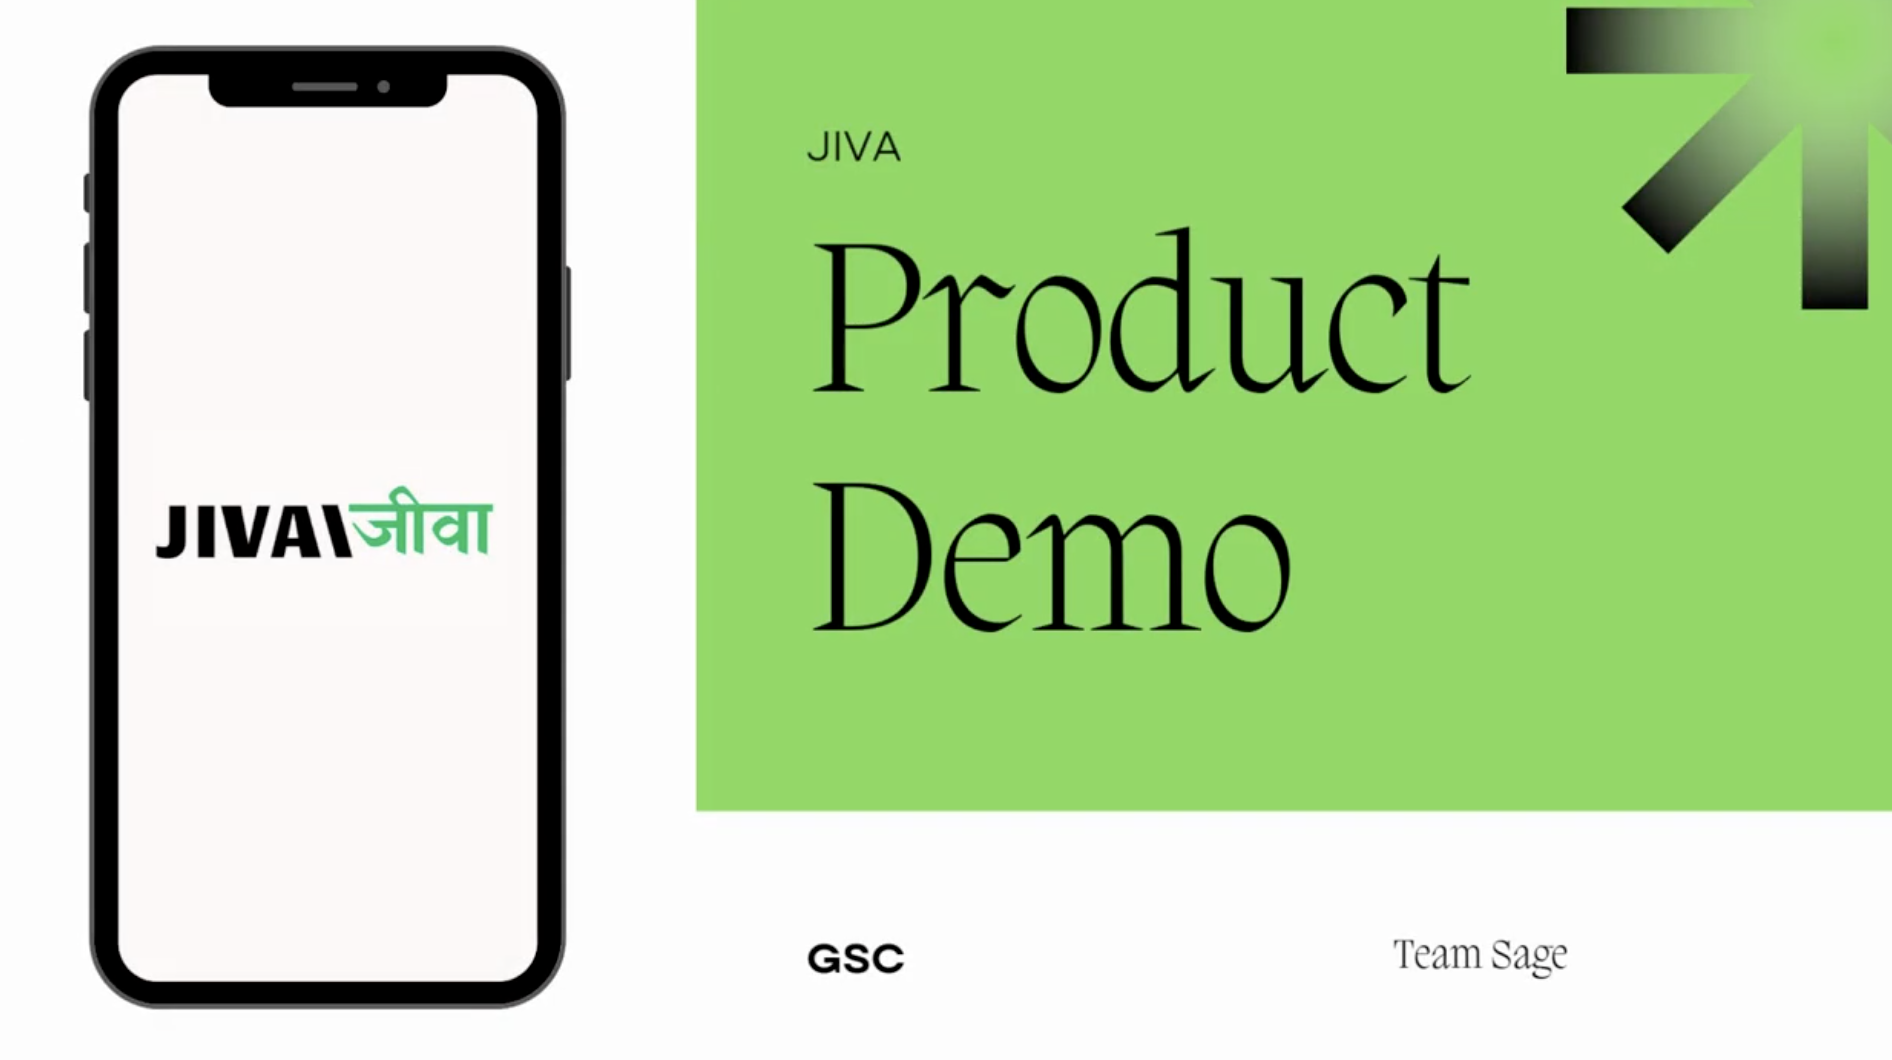 JIVA\जीवा
JIVA
Product
Demo
GSC
Team Sage